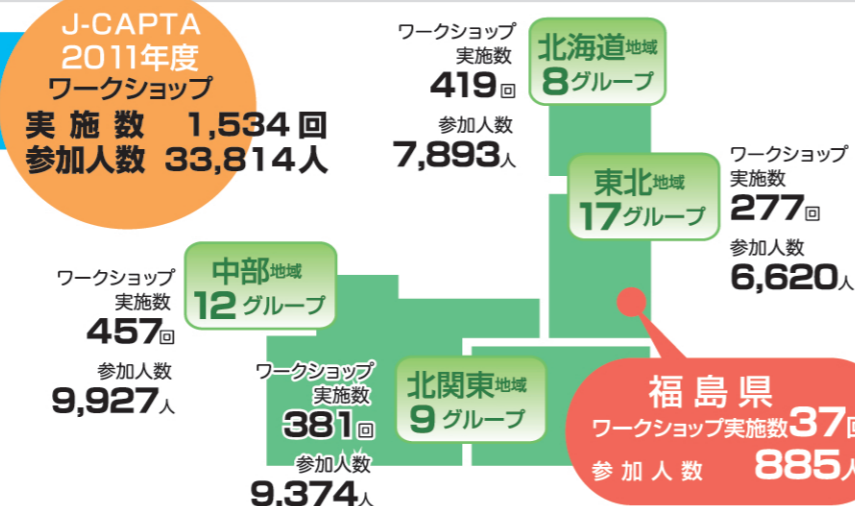 J-CAPTA
2011年度
ワークショップ
実施数 1,534回
参加人数 33,814人
ワークショップ
実施数
419回
参加人数
7,893人
北海道地域
8グループ
東北地域
17グループ
ワークショップ
実施数
277回
参加人数
6,620人
中部地域
12グループ
ワークショップ
実施数
457回
参加人数
9,927人
ワークショップ
実施数
381回
参加人数
9,374人
北関東地域
9グループ
福島県
ワークショップ実施数37回
参加人数 885人